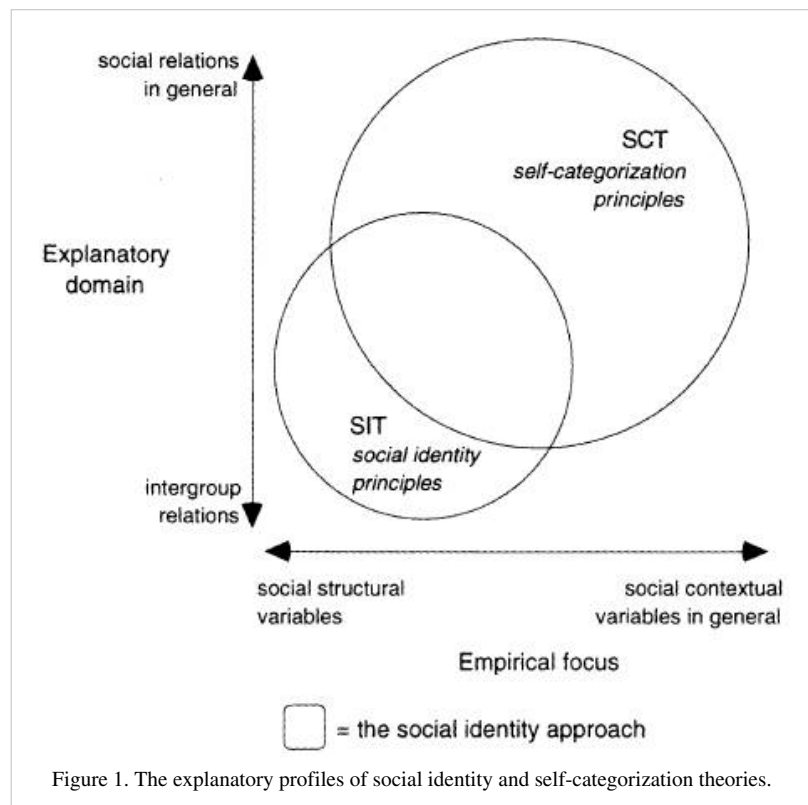 social relations
in general
SCT
self-categorization
principles
Explanatory
domain
SIT
social identity
principles
intergroup
relations
social structural
variables
social contextual
variables in general
Empirical focus
= the social identity approach
Figure 1. The explanatory profiles of social identity and self-categorization theories.